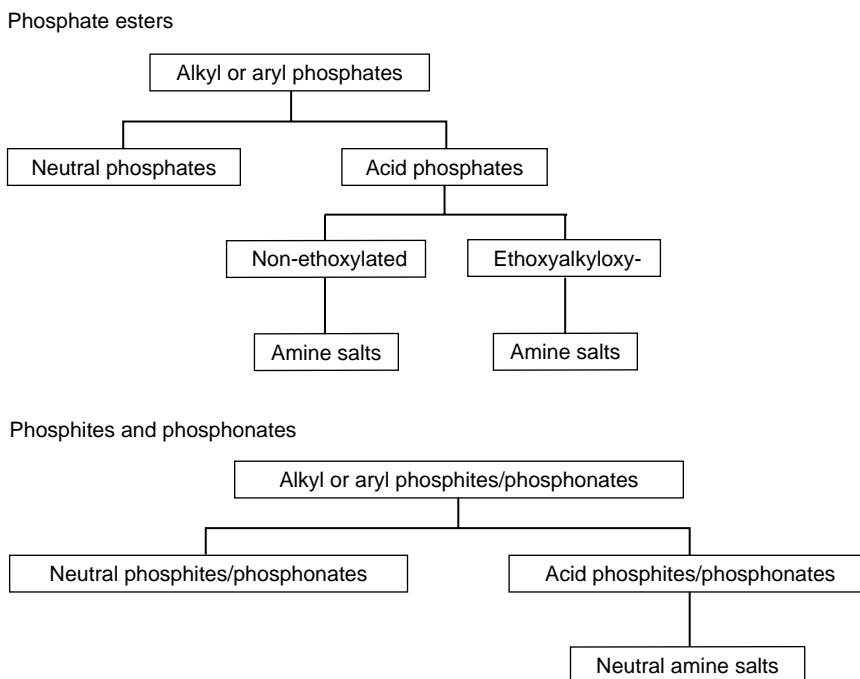 Phosphate esters
Alkyl or aryl phosphates
Neutral phosphates
Acid phosphates
Non-ethoxylated
Ethoxyalkyloxy-
Amine salts
Amine salts
Phosphites and phosphonates
Alkyl or aryl phosphites/phosphonates
Neutral phosphites/phosphonates
Acid phosphites/phosphonates
Neutral amine salts